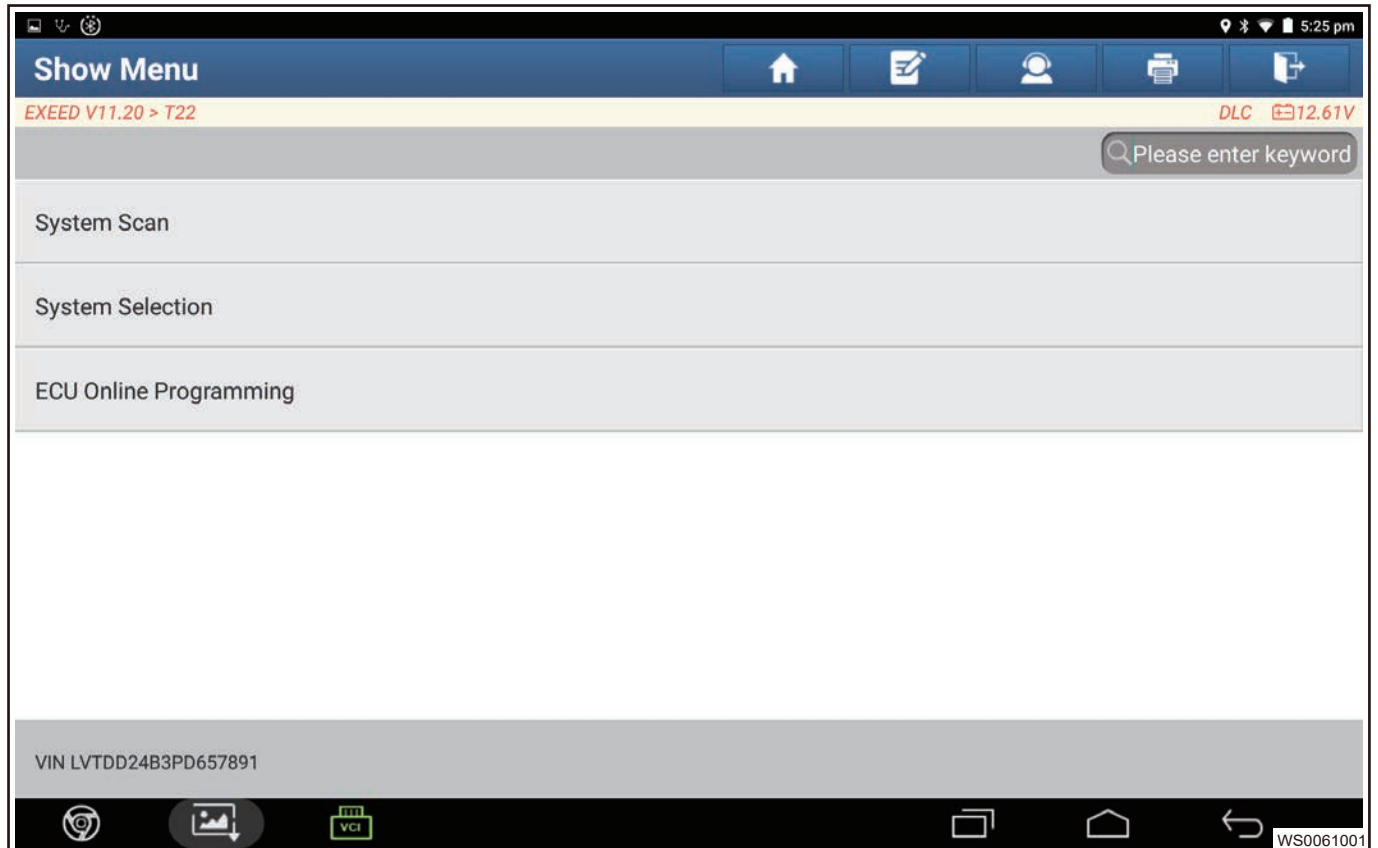 5:25 pm
Show Menu
EXEED V11.20 > T22
DLC 12.61V
Please enter keyword
System Scan
System Selection
ECU Online Programming
VIN LVTDD24B3PD657891
VCI
WS0061001